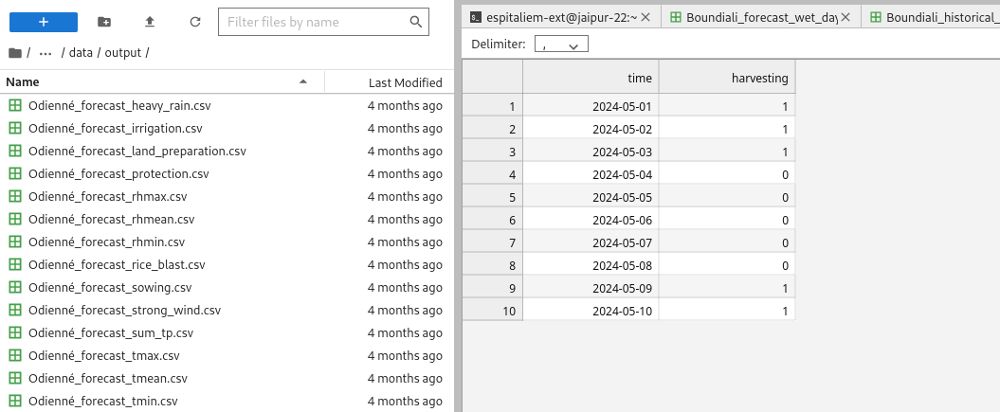 +
Filter files by name
/ ... / data / output /
Name Last Modified
Odienné_forecast_heavy_rain.csv 4 months ago
Odienné_forecast_irrigation.csv 4 months ago
Odienné_forecast_land_preparation.csv 4 months ago
Odienné_forecast_protection.csv 4 months ago
Odienné_forecast_rhmax.csv 4 months ago
Odienné_forecast_rhmean.csv 4 months ago
Odienné_forecast_rhmin.csv 4 months ago
Odienné_forecast_rice_blast.csv 4 months ago
Odienné_forecast_sowing.csv 4 months ago
Odienné_forecast_strong_wind.csv 4 months ago
Odienné_forecast_sum_tp.csv 4 months ago
Odienné_forecast_tmax.csv 4 months ago
Odienné_forecast_tmean.csv 4 months ago
Odienné_forecast_tmin.csv 4 months ago
espitaliem-ext@jaipur-22:~ Boundiali_forecast_wet_day Boundiali_historical_
Delimiter: ,
time harvesting
1 2024-05-01 1
2 2024-05-02 1
3 2024-05-03 1
4 2024-05-04 0
5 2024-05-05 0
6 2024-05-06 0
7 2024-05-07 0
8 2024-05-08 0
9 2024-05-09 1
10 2024-05-10 1